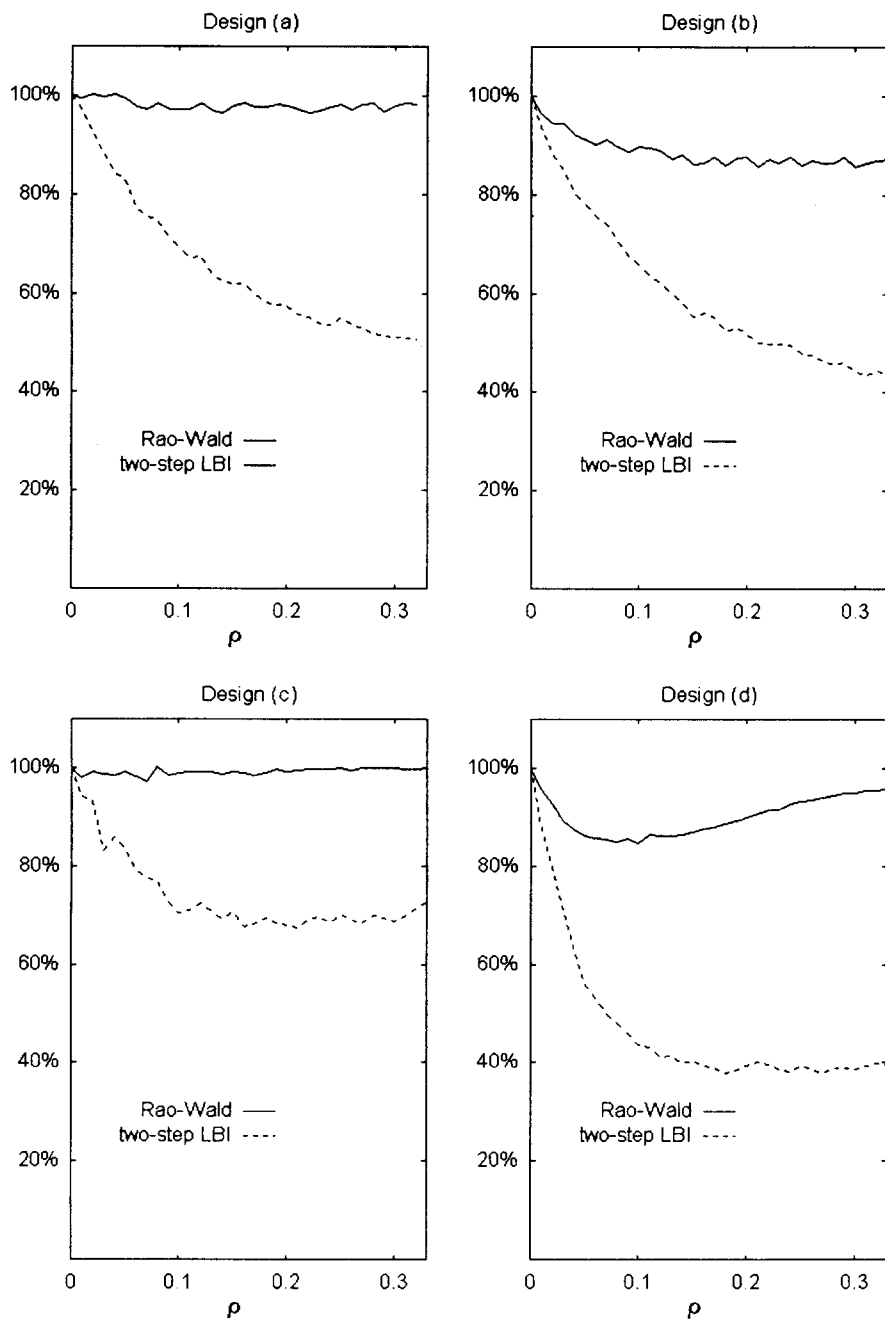 Design (a)
100%
80%
60%
40%
20%
Rao-Wald
two-step LBI
0 0.1 0.2 0.3
ρ
Design (b)
100%
80%
60%
40%
20%
Rao-Wald
two-step LBI
0 0.1 0.2 0.3
ρ
Design (c)
100%
80%
60%
40%
20%
Rao-Wald
two-step LBI
0 0.1 0.2 0.3
ρ
Design (d)
100%
80%
60%
40%
20%
Rao-Wald
two-step LBI
0 0.1 0.2 0.3
ρ